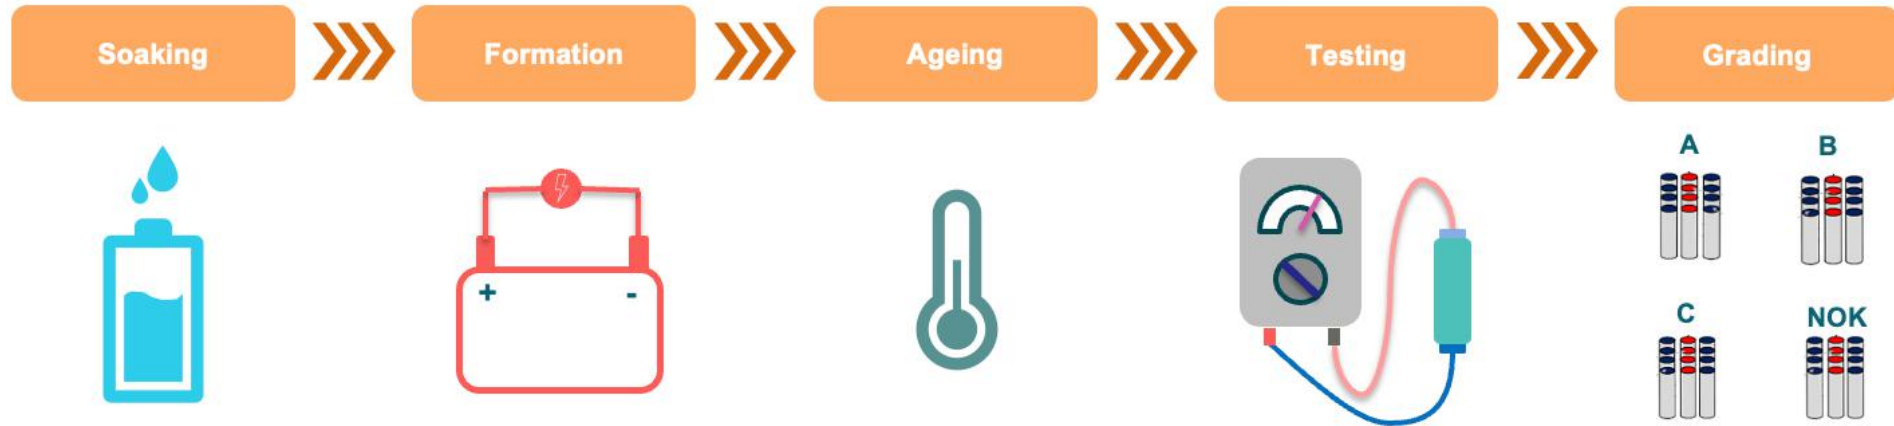 Soaking
Formation
Ageing
Testing
Grading
A
B
+
-
C
NOK